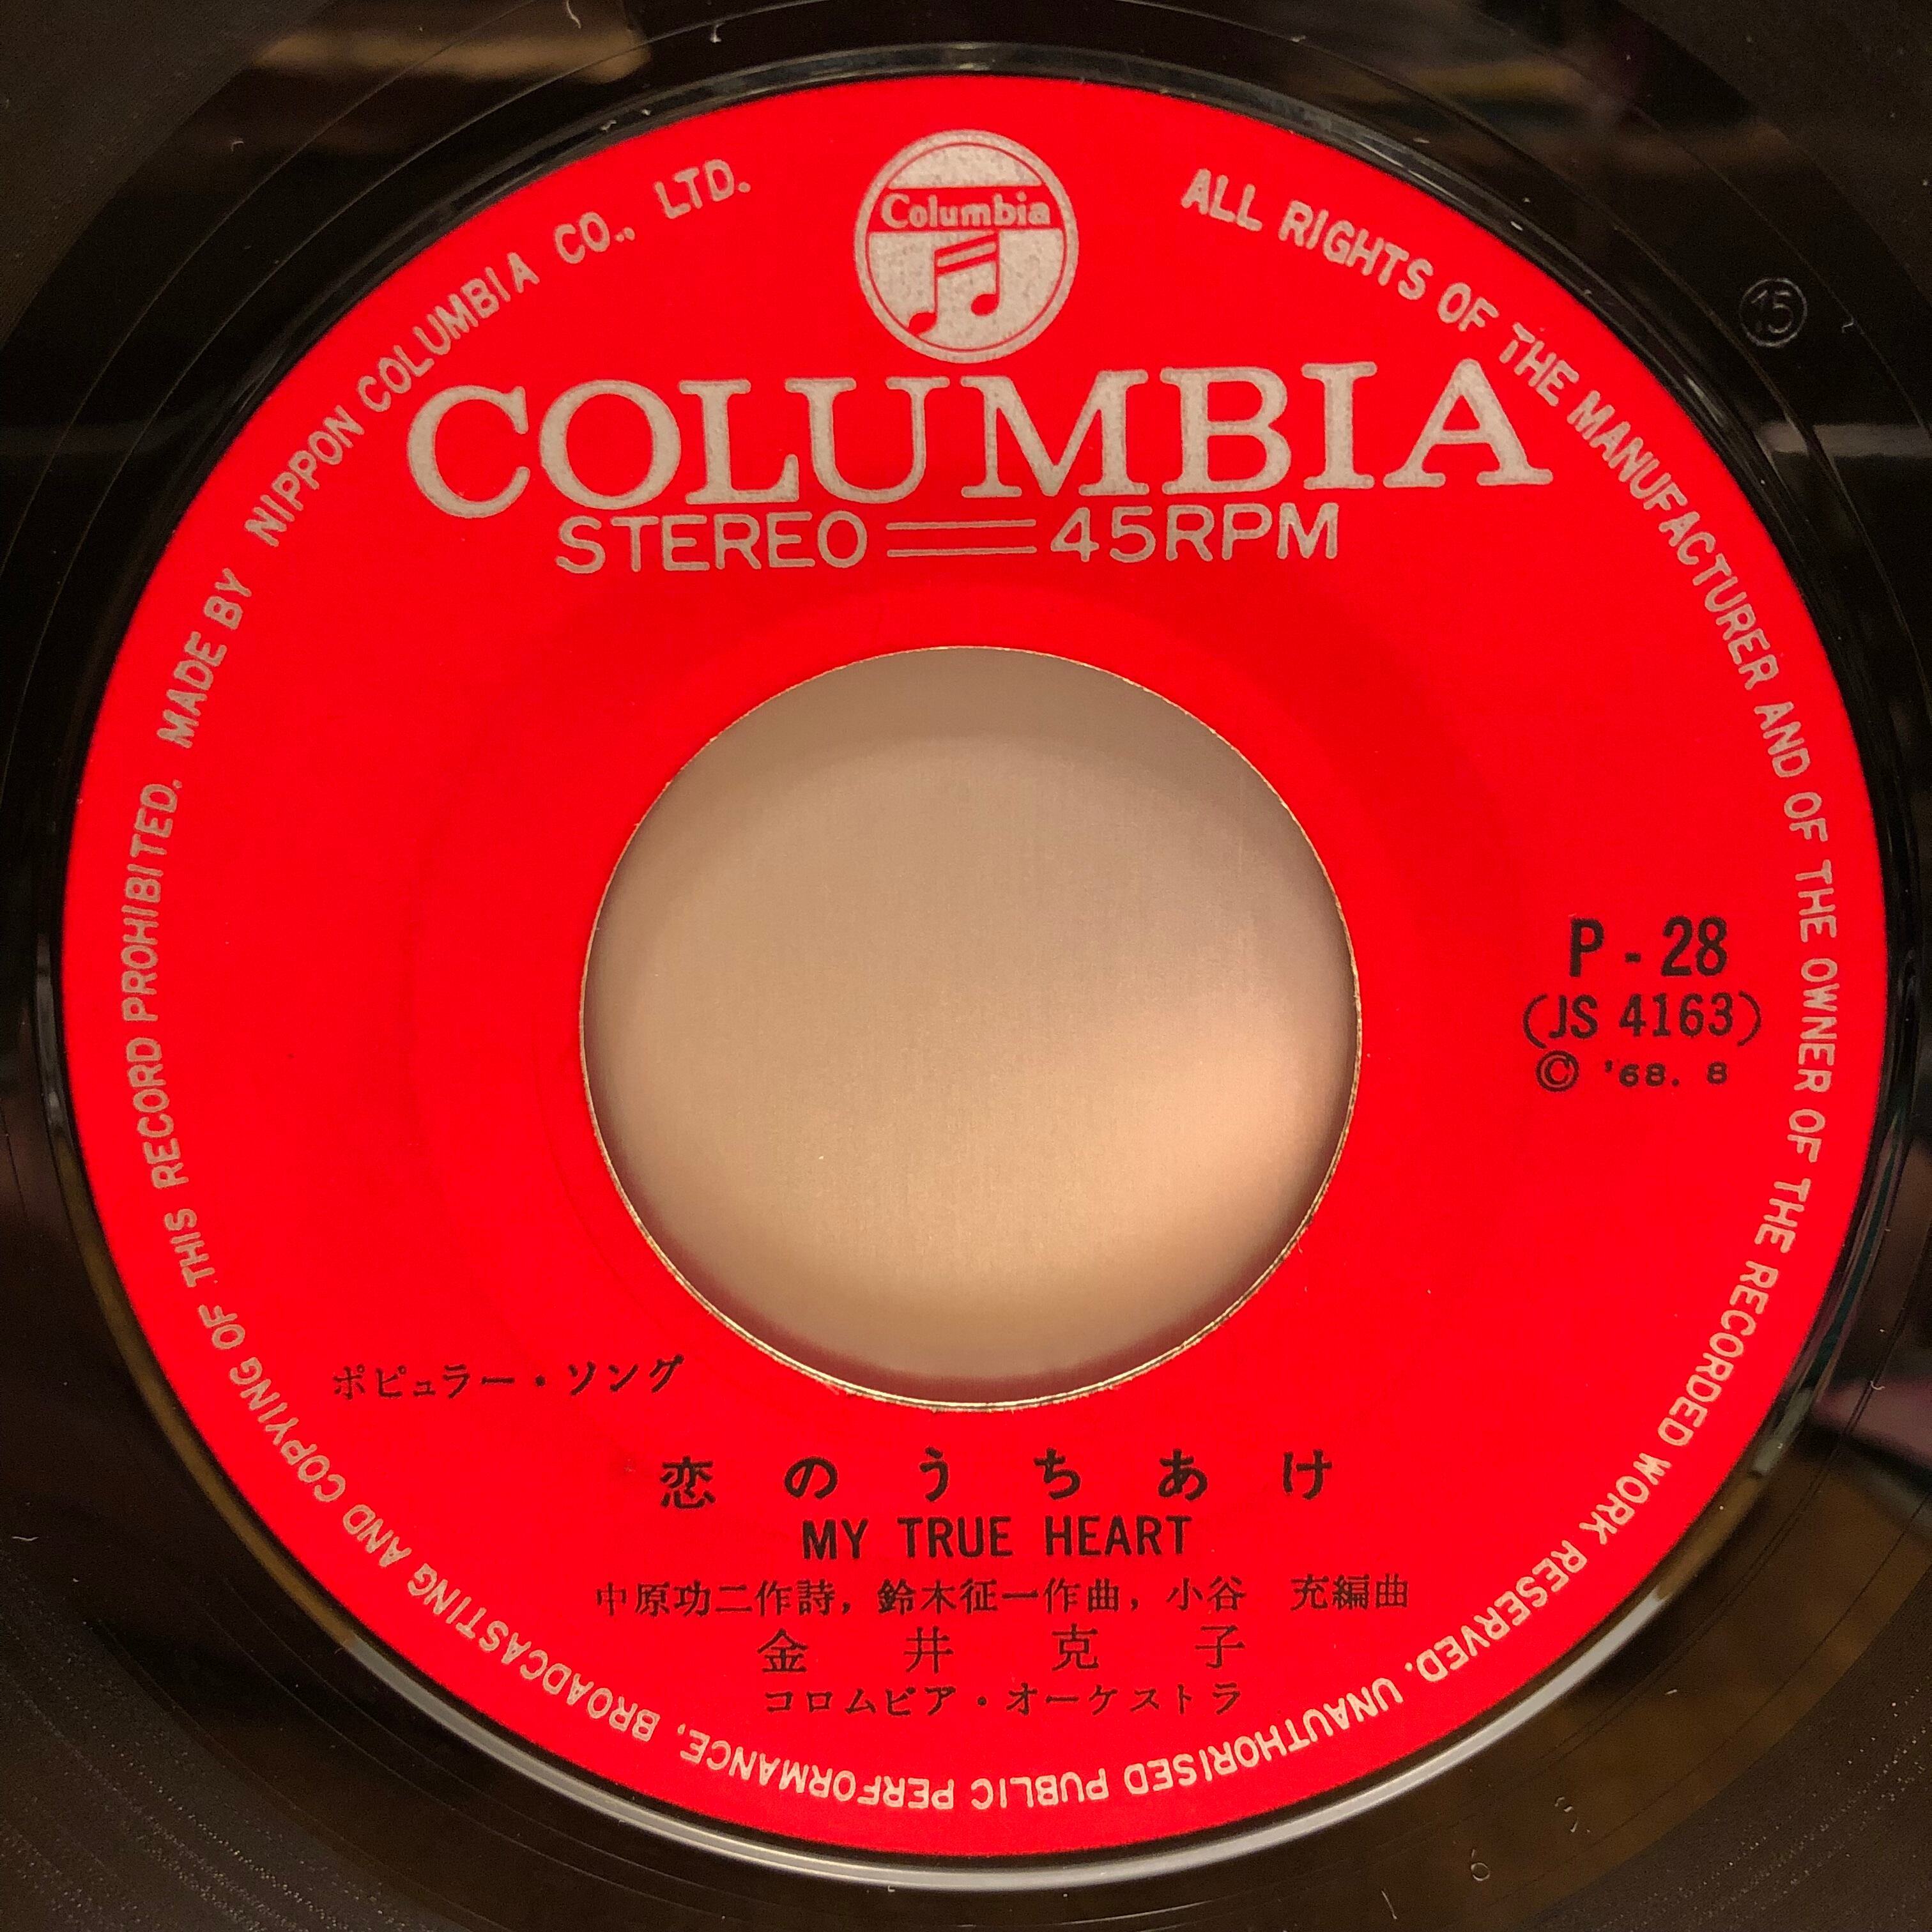 Columbia
COLUMBIA
STEREO 45RPM
ALL RIGHTS OF THE MANUFACTURER AND OF THE OWNER OF THE RECORDED WORK RESERVED. UNAUTHORISED PUBLIC PERFORMANCE, BROADCASTING AND COPYING OF THIS RECORD PROHIBITED. MADE BY NIPPON COLUMBIA CO., LTD.
15
P - 28
(JS 4163)
© '68. 8
ポピュラー・ソング
恋のうちあけ
MY TRUE HEART
中原功二作詩, 鈴木征一作曲, 小谷 充編曲
金井克子
コロムビア・オーケストラ